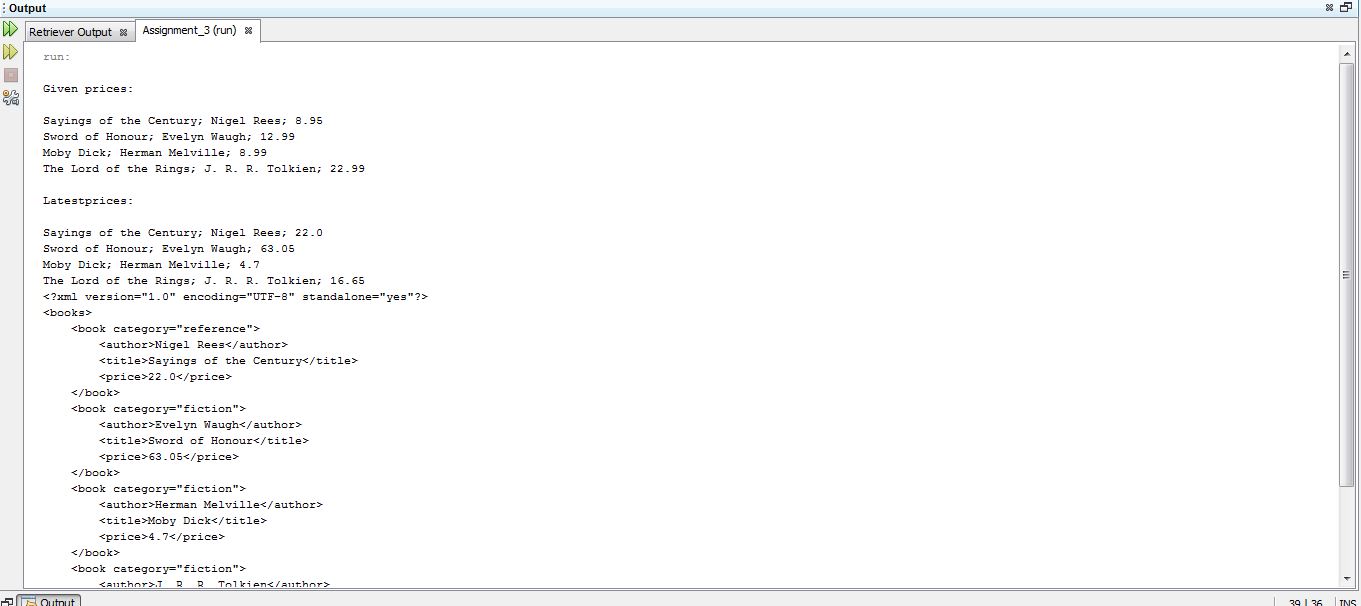 Output
Retriever Output
Assignment_3 (run)
run:
Given prices:
Sayings of the Century; Nigel Rees; 8.95
Sword of Honour; Evelyn Waugh; 12.99
Moby Dick; Herman Melville; 8.99
The Lord of the Rings; J. R. R. Tolkien; 22.99
Latestprices:
Sayings of the Century; Nigel Rees; 22.0
Sword of Honour; Evelyn Waugh; 63.05
Moby Dick; Herman Melville; 4.7
The Lord of the Rings; J. R. R. Tolkien; 16.65
<?xml version="1.0" encoding="UTF-8" standalone="yes"?>
<books>
    <book category="reference">
        <author>Nigel Rees</author>
        <title>Sayings of the Century</title>
        <price>22.0</price>
    </book>
    <book category="fiction">
        <author>Evelyn Waugh</author>
        <title>Sword of Honour</title>
        <price>63.05</price>
    </book>
    <book category="fiction">
        <author>Herman Melville</author>
        <title>Moby Dick</title>
        <price>4.7</price>
    </book>
    <book category="fiction">
        <author>J. R. R. Tolkien</author>
Output
39 | 36 INS